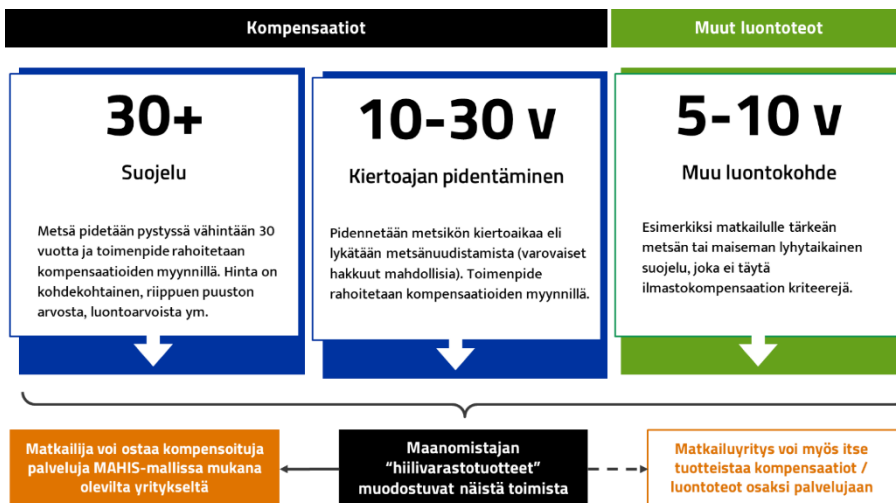 Kompensaatiot
Muut luontoteot
30+
Suojelu
Metsä pidetään pystyssä vähintään 30
vuotta ja toimenpide rahoitetaan
kompensaatioiden myynnillä. Hinta on
kohdekohtainen, riippuen puuston
arvosta, luontoarvoista ym.
10-30 v
Kiertoajan pidentäminen
Pidennetään metsikön kiertoaikaa eli
lykätään metsänuudistamista (varovaiset
hakkuut mahdollisia). Toimenpide
rahoitetaan kompensaatioiden myynnillä.
5-10 v
Muu luontokohde
Esimerkiksi matkailulle tärkeän
metsän tai maiseman lyhytaikainen
suojelu, joka ei täytä
ilmastokompensaation kriteerejä.
Matkailija voi ostaa kompensoituja
palveluja MAHIS-mallissa mukana
olevilta yritykseltä
Maanomistajan
“hiilivarastotuotteet”
muodostuvat näistä toimista
Matkailuyritys voi myös itse
tuotteistaa kompensaatiot /
luontoteot osaksi palvelujaan